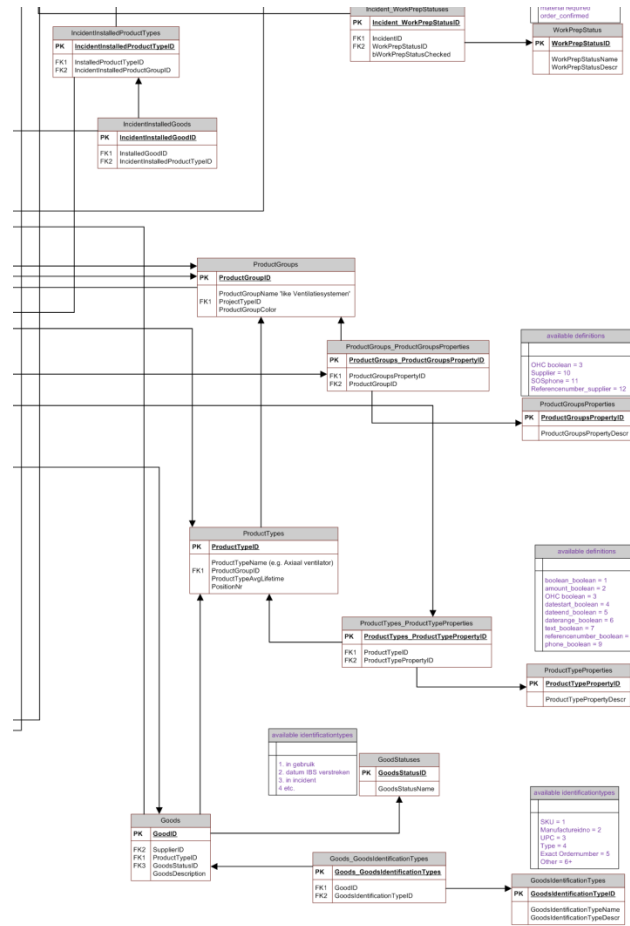 material required
order_confirmed
Incident_WorkPrepStatuses
PK Incident_WorkPrepStatusID
FK1 IncidentID
FK2 WorkPrepStatusID
bWorkPrepStatusChecked
WorkPrepStatus
PK WorkPrepStatusID
WorkPrepStatusName
WorkPrepStatusDescr
IncidentInstalledProductTypes
PK IncidentInstalledProductTypeID
FK1 InstalledProductTypeID
FK2 IncidentInstalledProductGroupID
IncidentInstalledGoods
PK IncidentInstalledGoodID
FK1 InstalledGoodID
FK2 IncidentInstalledProductTypeID
ProductGroups
PK ProductGroupID
ProductGroupName 'like Ventilatiesystemen'
FK1 ProjectTypeID
ProductGroupColor
ProductGroups_ProductGroupsProperties
PK ProductGroups_ProductGroupsPropertyID
FK1 ProductGroupsPropertyID
FK2 ProductGroupID
available definitions
OHC boolean = 3
Supplier = 10
SOSphone = 11
Referencenumber_supplier = 12
ProductGroupsProperties
PK ProductGroupsPropertyID
ProductGroupsPropertyDescr
ProductTypes
PK ProductTypeID
ProductTypeName (e.g. Axiaal ventilator)
FK1 ProductGroupID
ProductTypeAvgLifetime
PositionNr
available definitions
boolean_boolean = 1
amount_boolean = 2
OHC boolean = 3
datestart_boolean = 4
dateend_boolean = 5
daterange_boolean = 6
text_boolean = 7
referencenumber_boolean =
phone_boolean = 9
ProductTypes_ProductTypeProperties
PK ProductTypes_ProductTypePropertyID
FK1 ProductTypeID
FK2 ProductTypePropertyID
ProductTypeProperties
PK ProductTypePropertyID
ProductTypePropertyDescr
available identificationtypes
1. in gebruik
2. datum IBS verstreken
3. in incident
4 etc.
GoodStatuses
PK GoodsStatusID
GoodsStatusName
Goods
PK GoodID
FK2 SupplierID
FK1 ProductTypeID
FK3 GoodsStatusID
GoodsDescription
available identificationtypes
SKU = 1
Manufactureidno = 2
UPC = 3
Type = 4
Exact Ordernumber = 5
Other = 6+
Goods_GoodsIdentificationTypes
PK Goods_GoodsIdentificationTypes
FK1 GoodID
FK2 GoodsIdentificationTypeID
GoodsIdentificationTypes
PK GoodsIdentificationTypeID
GoodsIdentificationTypeName
GoodsIdentificationTypeDescr